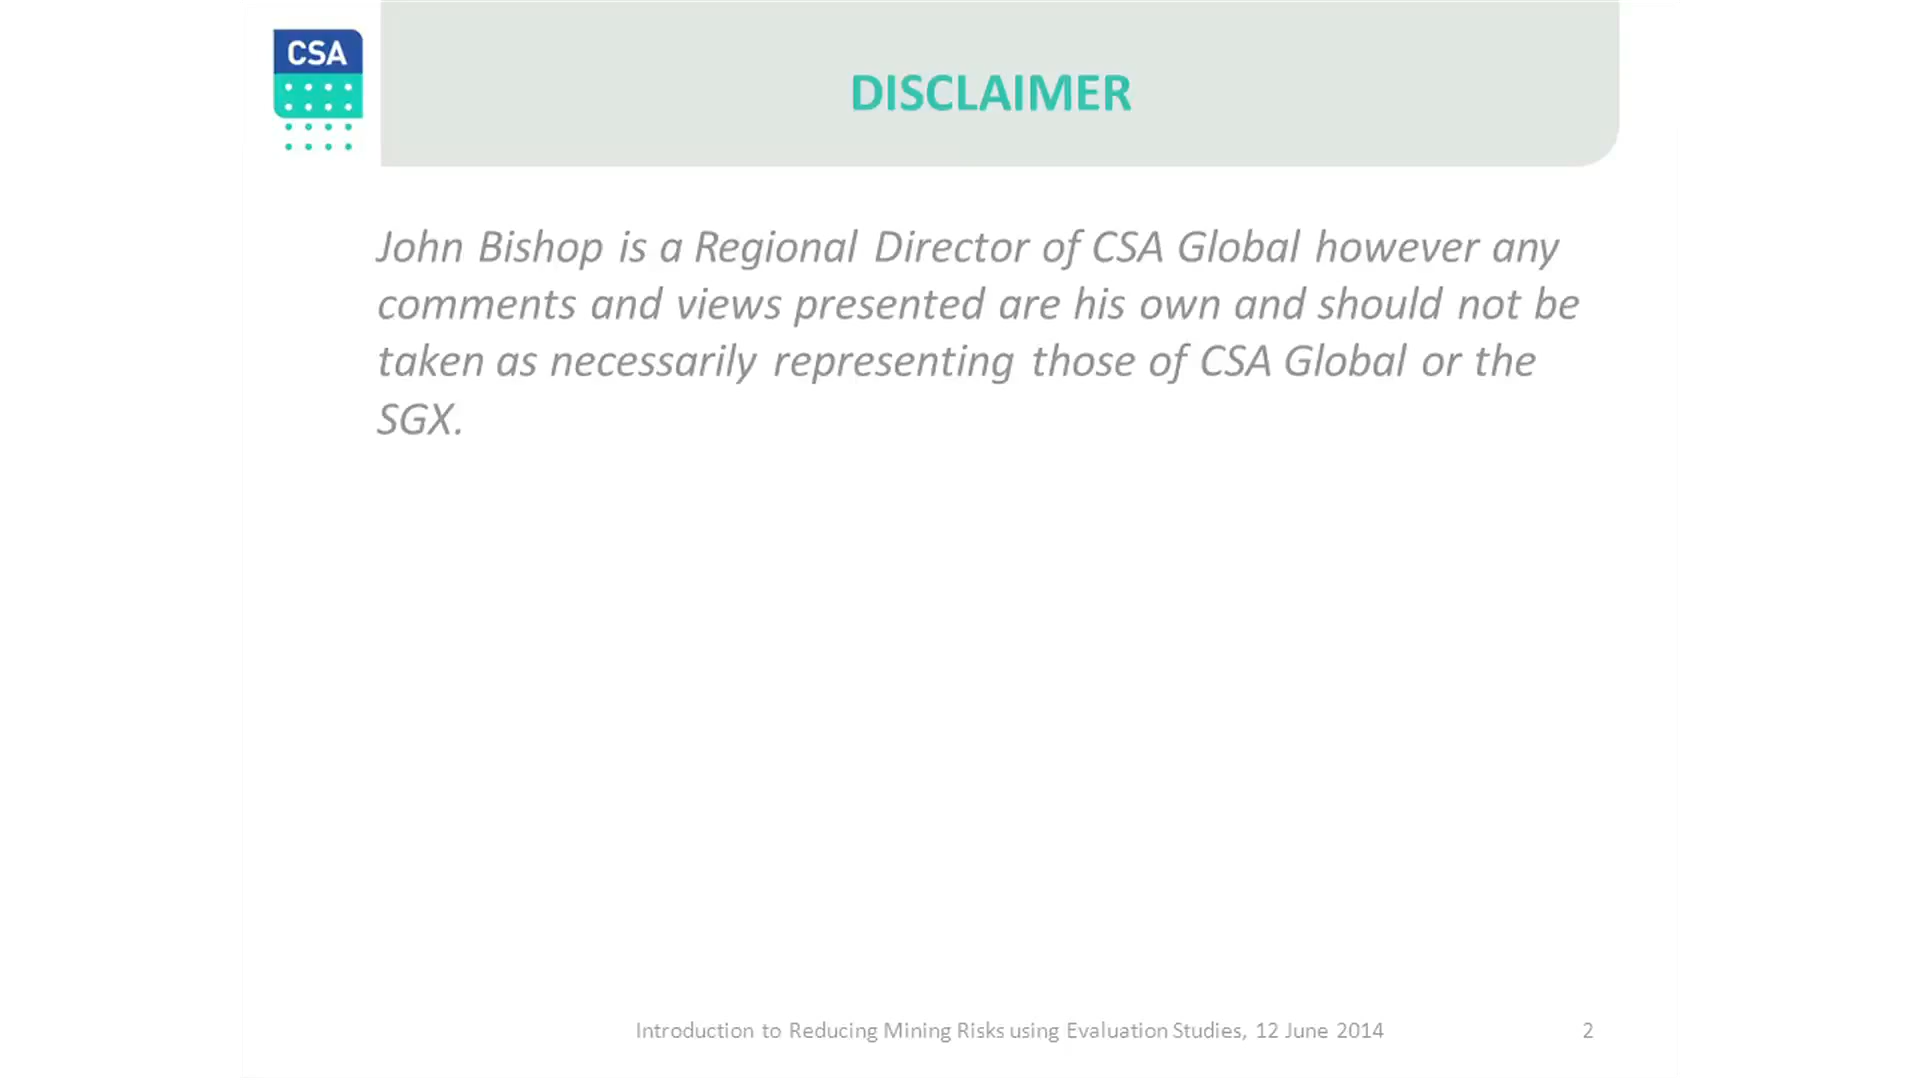 CSA
DISCLAIMER
John Bishop is a Regional Director of CSA Global however any
comments and views presented are his own and should not be
taken as necessarily representing those of CSA Global or the
SGX.
Introduction to Reducing Mining Risks using Evaluation Studies, 12 June 2014
2